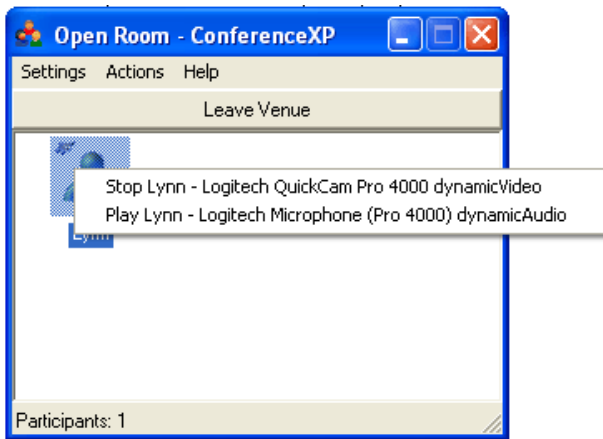 Open Room - ConferenceXP
Settings Actions Help
Leave Venue
Stop Lynn - Logitech QuickCam Pro 4000 dynamicVideo
Play Lynn - Logitech Microphone (Pro 4000) dynamicAudio
Lynn
Participants: 1